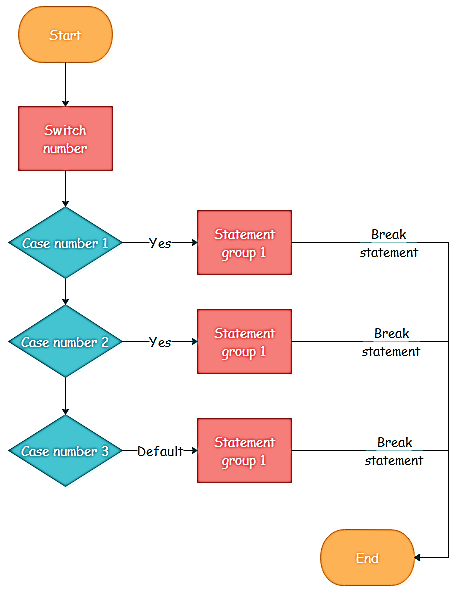 Start
Switch
number
Case number 1
Yes
Statement
group 1
Break
statement
Case number 2
Yes
Statement
group 1
Break
statement
Case number 3
Default
Statement
group 1
Break
statement
End